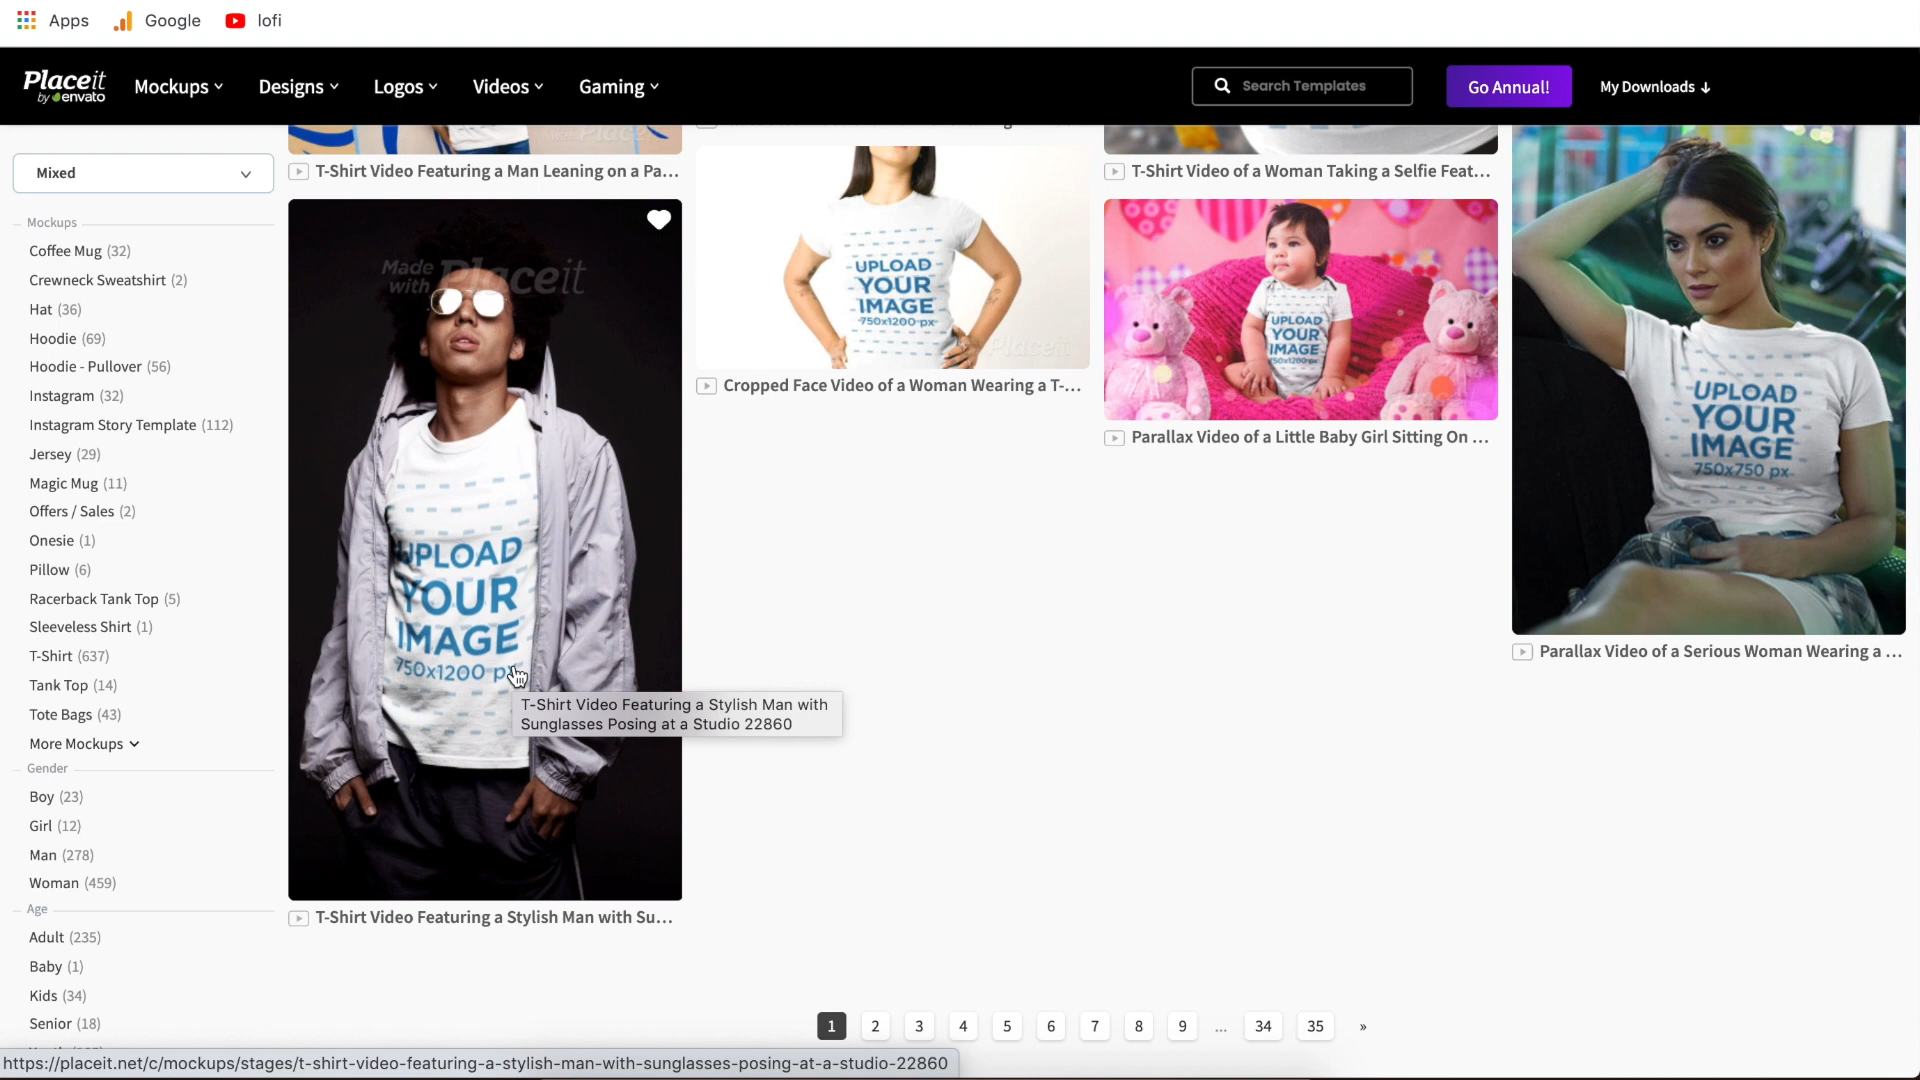 Apps
Google
lofi
Placeit
by envato
Mockups
Designs
Logos
Videos
Gaming
Search Templates
Go Annual!
My Downloads
Mixed
Mockups
Coffee Mug (32)
Crewneck Sweatshirt (2)
Hat (36)
Hoodie (69)
Hoodie - Pullover (56)
Instagram (32)
Instagram Story Template (112)
Jersey (29)
Magic Mug (11)
Offers / Sales (2)
Onesie (1)
Pillow (6)
Racerback Tank Top (5)
Sleeveless Shirt (1)
T-Shirt (637)
Tank Top (14)
Tote Bags (43)
More Mockups
Gender
Boy (23)
Girl (12)
Man (278)
Woman (459)
Age
Adult (235)
Baby (1)
Kids (34)
Senior (18)
T-Shirt Video Featuring a Man Leaning on a Pa...
Made
with Placeit
UPLOAD
YOUR
IMAGE
750x1200 px
T-Shirt Video Featuring a Stylish Man with
Sunglasses Posing at a Studio 22860
T-Shirt Video Featuring a Stylish Man with Su...
UPLOAD
YOUR
IMAGE
750x1200 px
Placeit
Cropped Face Video of a Woman Wearing a T-...
T-Shirt Video of a Woman Taking a Selfie Feat...
UPLOAD
YOUR
IMAGE
750x1200 px
Parallax Video of a Little Baby Girl Sitting On ...
UPLOAD
YOUR
IMAGE
750x750 px
Parallax Video of a Serious Woman Wearing a ...
1 2 3 4 5 6 7 8 9 ... 34 35 »
https://placeit.net/c/mockups/stages/t-shirt-video-featuring-a-stylish-man-with-sunglasses-posing-at-a-studio-22860